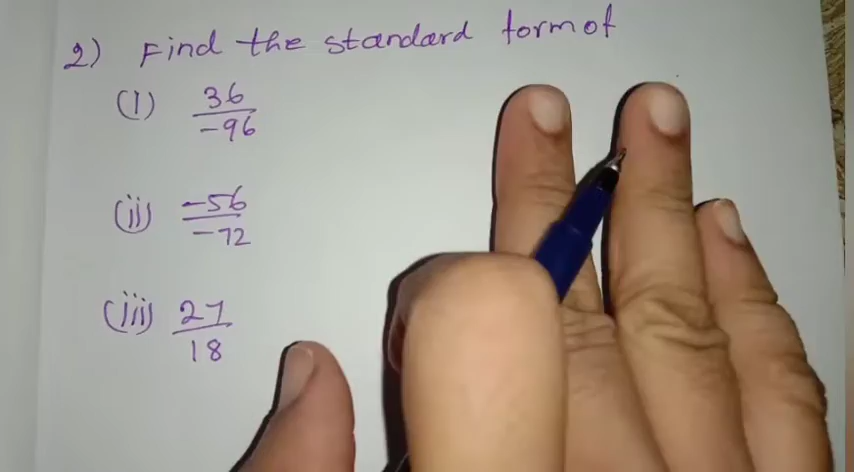 2) Find the standard form of
(i) 36/-96
(ii) -56/-72
(iii) 27/18